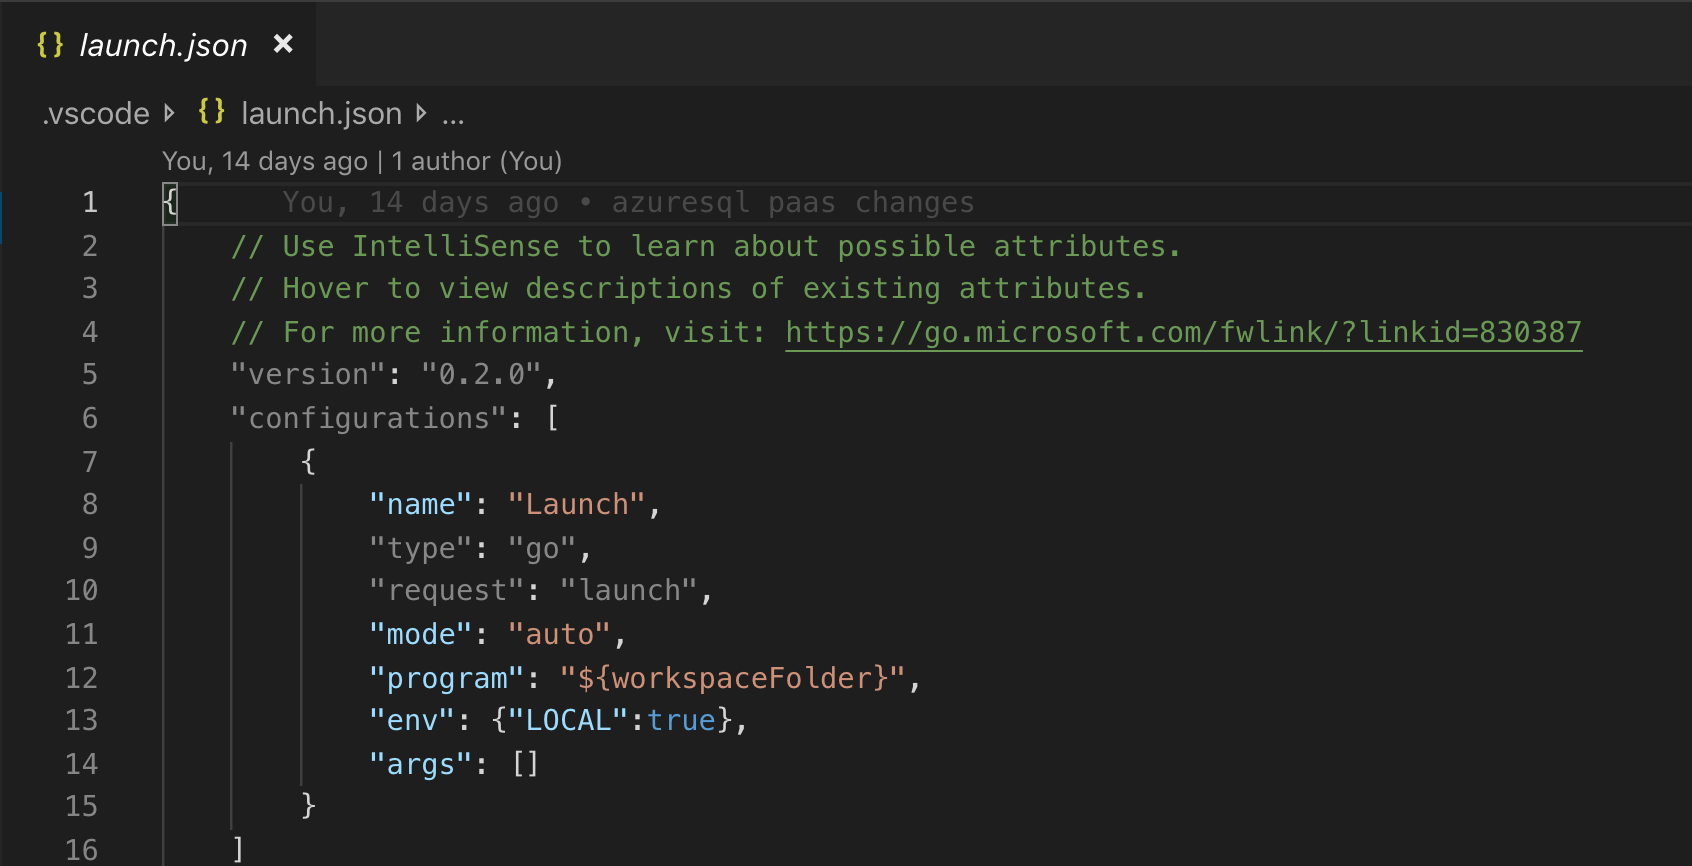 {} launch.json ×
.vscode ▷ {} launch.json ▷ ...
You, 14 days ago | 1 author (You)
1 { You, 14 days ago • azuresql paas changes
2 // Use IntelliSense to learn about possible attributes.
3 // Hover to view descriptions of existing attributes.
4 // For more information, visit: https://go.microsoft.com/fwlink/?linkid=830387
5 "version": "0.2.0",
6 "configurations": [
7 {
8 "name": "Launch",
9 "type": "go",
10 "request": "launch",
11 "mode": "auto",
12 "program": "${workspaceFolder}",
13 "env": {"LOCAL":true},
14 "args": []
15 }
16 ]